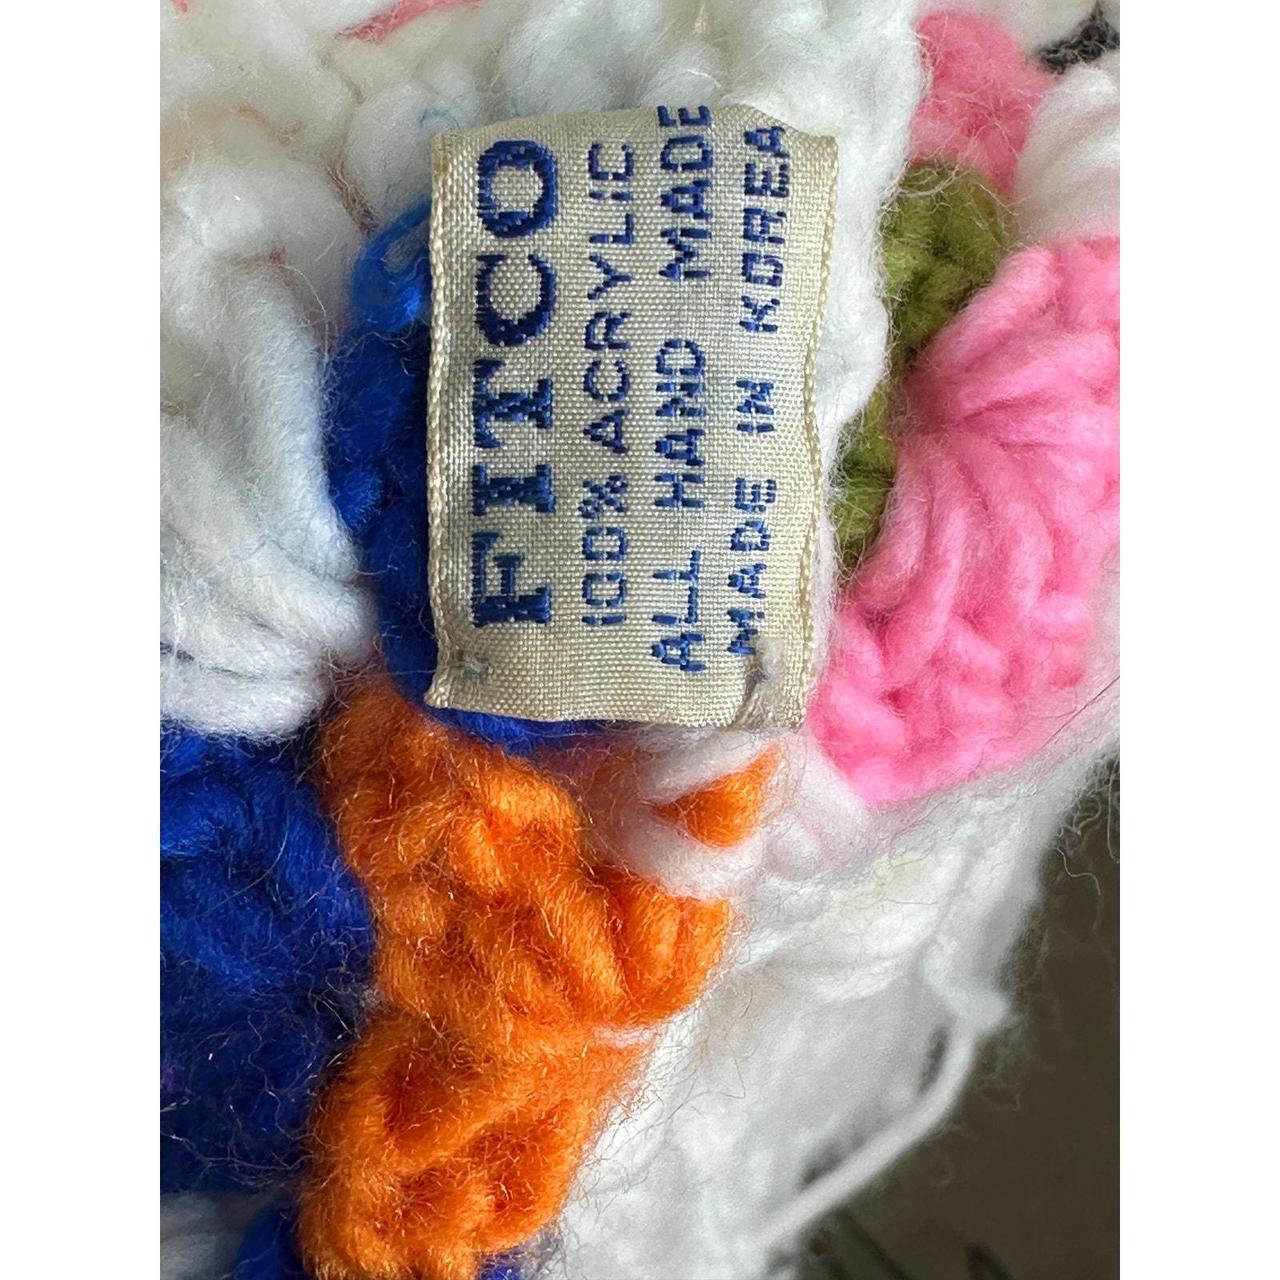 FITCO
100% ACRYLIC
ALL HAND MADE
MADE IN KOREA